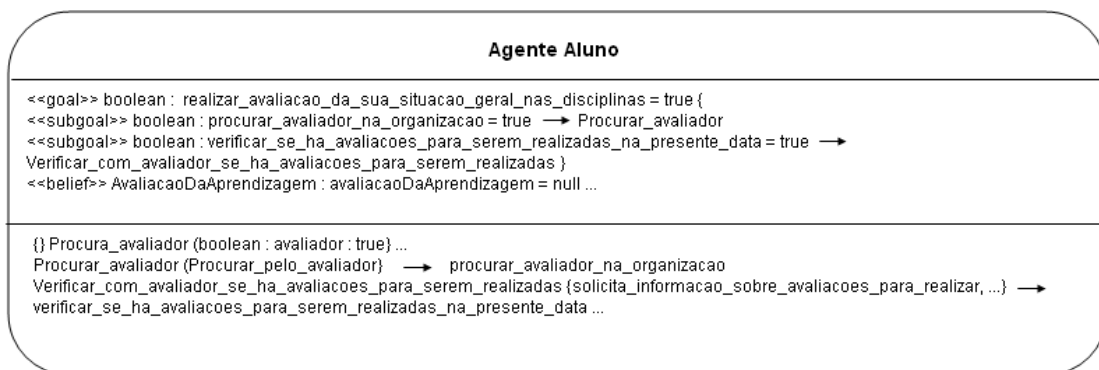 Agente Aluno
<<goal>> boolean : realizar_avaliacao_da_sua_situacao_geral_nas_disciplinas = true {
<<subgoal>> boolean : procurar_avaliador_na_organizacao = true → Procurar_avaliador
<<subgoal>> boolean : verificar_se_ha_avaliacoes_para_serem_realizadas_na_presente_data = true →
Verificar_com_avaliador_se_ha_avaliacoes_para_serem_realizadas }
<<belief>> AvaliacaoDaAprendizagem : avaliacaoDaAprendizagem = null ...
{} Procura_avaliador (boolean : avaliador : true} ...
Procurar_avaliador (Procurar_pelo_avaliador} → procurar_avaliador_na_organizacao
Verificar_com_avaliador_se_ha_avaliacoes_para_serem_realizadas {solicita_informacao_sobre_avaliacoes_para_realizar, ...} →
verificar_se_ha_avaliacoes_para_serem_realizadas_na_presente_data ...